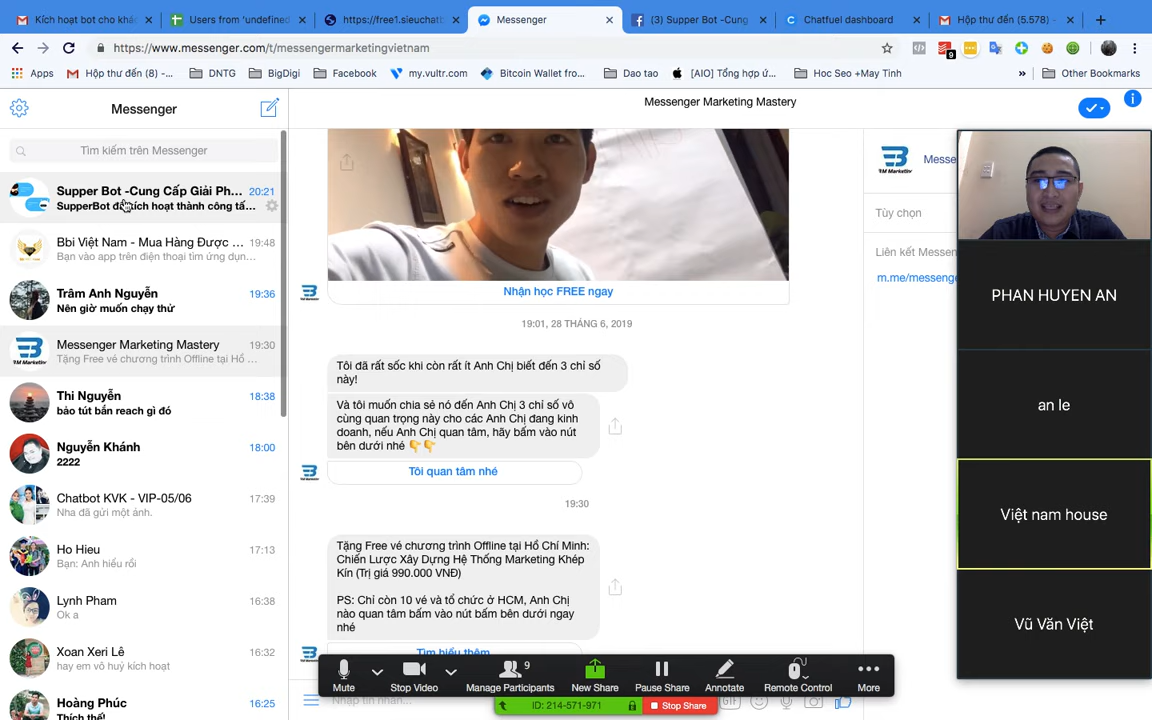 Kích hoạt bot cho khá
Users from 'undefined
https://free1.sieuchatb
Messenger
(3) Supper Bot -Cung
Chatfuel dashboard
Hộp thư đến (5.578) -
https://www.messenger.com/t/messengermarketingvietnam
9
Apps
Hộp thư đến (8) -...
DNTG
BigDigi
Facebook
my.vultr.com
Bitcoin Wallet fro...
Dao tao
[AIO] Tổng hợp ứ...
Hoc Seo +May Tinh
»
Other Bookmarks
Messenger
Messenger Marketing Mastery
Tìm kiếm trên Messenger
Supper Bot -Cung Cấp Giải Ph...
20:21
SupperBot đã tích hoạt thành công tấ...
Bbi Việt Nam - Mua Hàng Được ...
19:48
Bạn vào app trên điện thoại tìm ứng dụn...
Trâm Anh Nguyễn
19:36
Nên giờ muốn chạy thử
Messenger Marketing Mastery
19:30
Tặng Free vé chương trình Offline tại Hồ ...
Thi Nguyễn
18:38
bảo tút bắn reach gì đó
Nguyễn Khánh
18:00
2222
Chatbot KVK - VIP-05/06
17:39
Nha đã gửi một ảnh.
Ho Hieu
17:13
Bạn: Anh hiểu rồi
Lynh Pham
16:38
Ok a
Xoan Xeri Lê
16:32
hay em vô huỷ kích hoạt
Hoàng Phúc
16:25
Thích thế!
Nhận học FREE ngay
19:01, 28 THÁNG 6, 2019
Tôi đã rất sốc khi còn rất ít Anh Chị biết đến 3 chỉ số
này!
Và tôi muốn chia sẻ nó đến Anh Chị 3 chỉ số vô
cùng quan trọng này cho các Anh Chị đang kinh
doanh, nếu Anh Chị quan tâm, hãy bấm vào nút
bên dưới nhé 👇👇
Tôi quan tâm nhé
19:30
Tặng Free vé chương trình Offline tại Hồ Chí Minh:
Chiến Lược Xây Dựng Hệ Thống Marketing Khép
Kín (Trị giá 990.000 VNĐ)
PS: Chỉ còn 10 vé và tổ chức ở HCM, Anh Chị
nào quan tâm bấm vào nút bấm bên dưới ngay
nhé
Tìm hiểu thêm
Nhập tin nhắn...
GIF
Messe
Tùy chọn
Liên kết Messen
m.me/messenge
PHAN HUYEN AN
an le
Việt nam house
Vũ Văn Việt
Mute
Stop Video
9
Manage Participants
New Share
Pause Share
Annotate
Remote Control
More
ID: 214-571-971
Stop Share